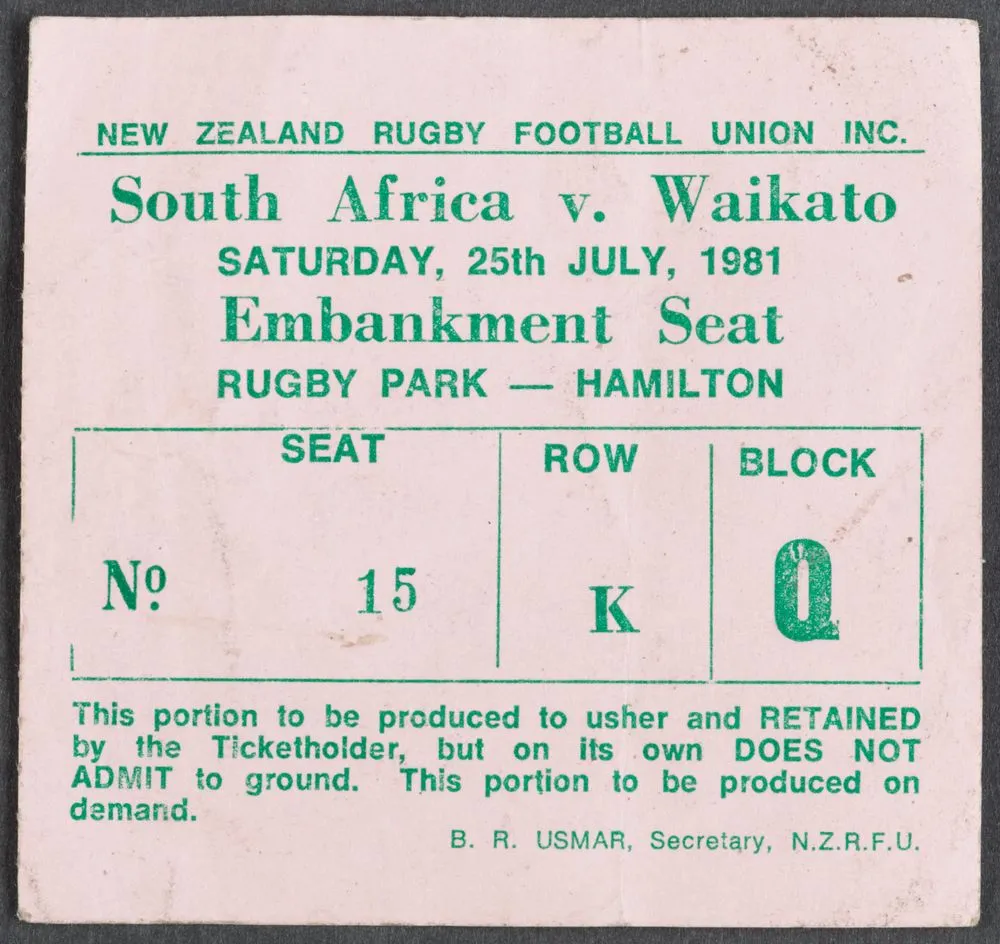 NEW ZEALAND RUGBY FOOTBALL UNION INC.
South Africa v. Waikato
SATURDAY, 25th JULY, 1981
Embankment Seat
RUGBY PARK — HAMILTON
SEAT ROW BLOCK
Nº 15 K Q
This portion to be produced to usher and RETAINED
by the Ticketholder, but on its own DOES NOT
ADMIT to ground. This portion to be produced on
demand.
B. R. USMAR, Secretary, N.Z.R.F.U.